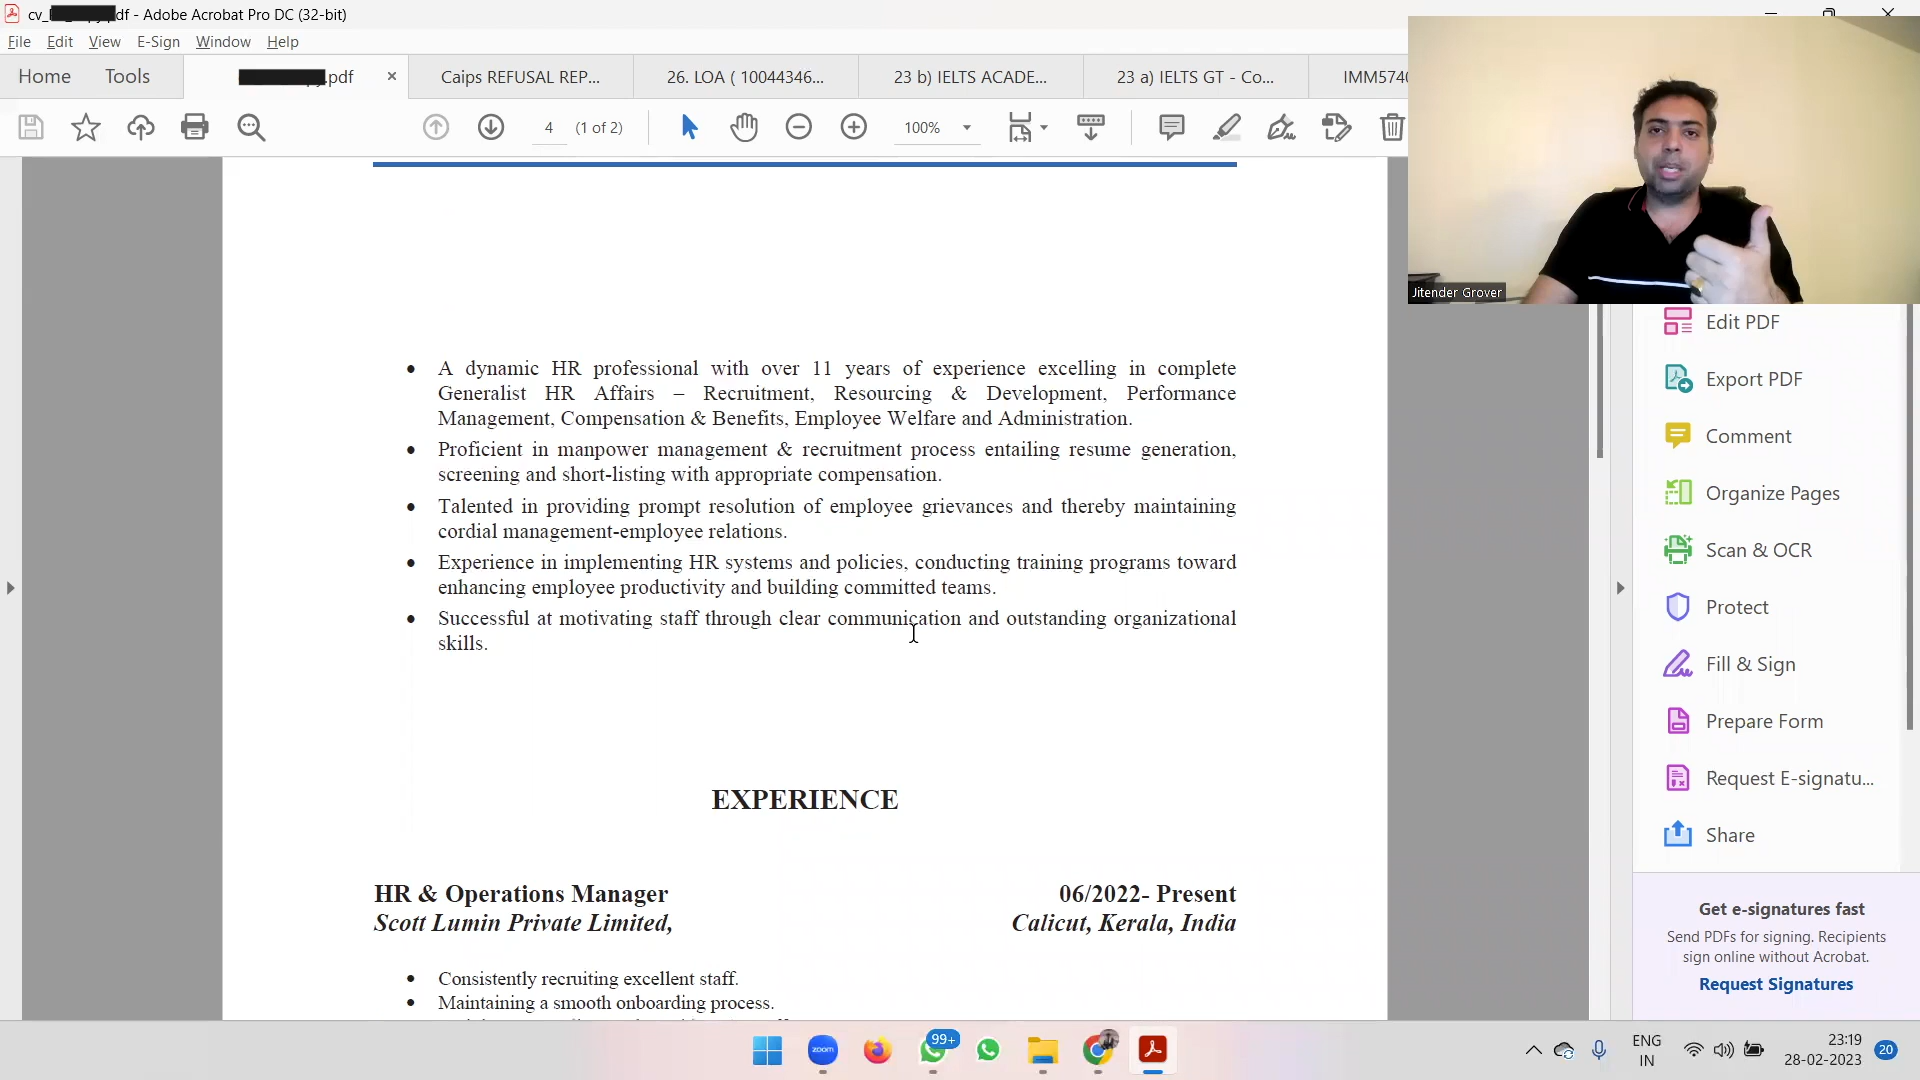 cv_ df - Adobe Acrobat Pro DC (32-bit)
File Edit View E-Sign Window Help
Home Tools .pdf × Caips REFUSAL REP... 26. LOA ( 10044346... 23 b) IELTS ACADE... 23 a) IELTS GT - Co... IMM5740
4 (1 of 2) 100%
Jitender Grover
• A dynamic HR professional with over 11 years of experience excelling in complete
Generalist HR Affairs – Recruitment, Resourcing & Development, Performance
Management, Compensation & Benefits, Employee Welfare and Administration.
• Proficient in manpower management & recruitment process entailing resume generation,
screening and short-listing with appropriate compensation.
• Talented in providing prompt resolution of employee grievances and thereby maintaining
cordial management-employee relations.
• Experience in implementing HR systems and policies, conducting training programs toward
enhancing employee productivity and building committed teams.
• Successful at motivating staff through clear communication and outstanding organizational
skills.
EXPERIENCE
HR & Operations Manager 06/2022- Present
Scott Lumin Private Limited, Calicut, Kerala, India
• Consistently recruiting excellent staff.
• Maintaining a smooth onboarding process.
Edit PDF
Export PDF
Comment
Organize Pages
Scan & OCR
Protect
Fill & Sign
Prepare Form
Request E-signatu...
Share
Get e-signatures fast
Send PDFs for signing. Recipients
sign online without Acrobat.
Request Signatures
zoom
99+
ENG
IN
23:19
28-02-2023
20